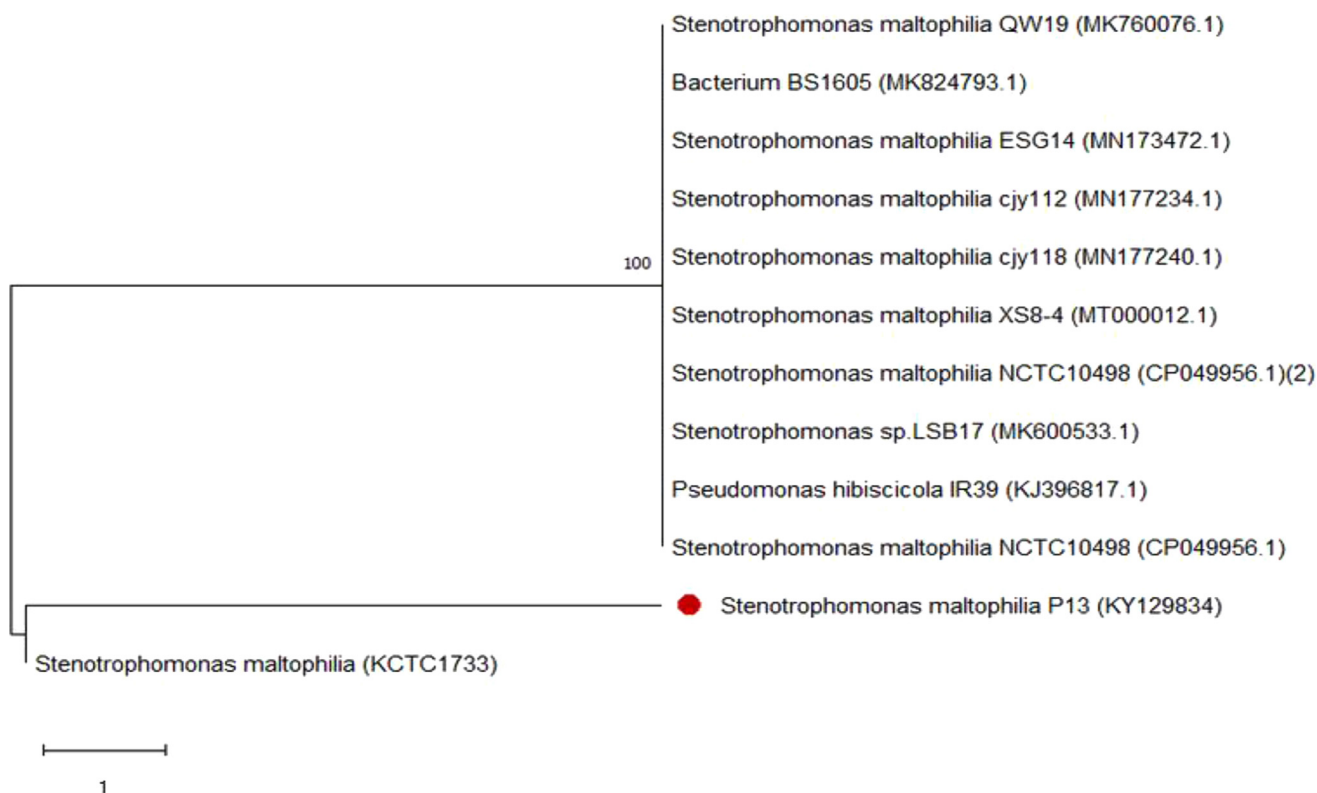 Stenotrophomonas maltophilia QW19 (MK760076.1)
Bacterium BS1605 (MK824793.1)
Stenotrophomonas maltophilia ESG14 (MN173472.1)
Stenotrophomonas maltophilia cjy112 (MN177234.1)
100
Stenotrophomonas maltophilia cjy118 (MN177240.1)
Stenotrophomonas maltophilia XS8-4 (MT000012.1)
Stenotrophomonas maltophilia NCTC10498 (CP049956.1)(2)
Stenotrophomonas sp.LSB17 (MK600533.1)
Pseudomonas hibiscicola IR39 (KJ396817.1)
Stenotrophomonas maltophilia NCTC10498 (CP049956.1)
Stenotrophomonas maltophilia P13 (KY129834)
Stenotrophomonas maltophilia (KCTC1733)
1